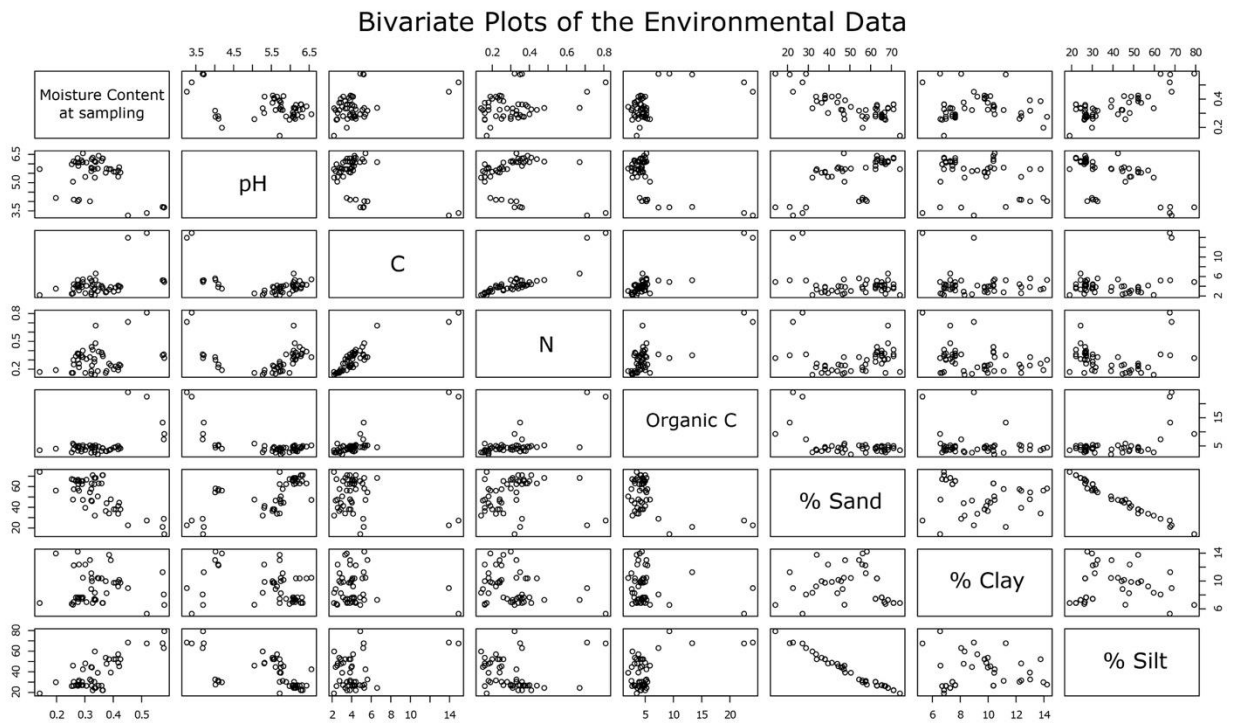 Bivariate Plots of the Environmental Data
3.5 4.5 5.5 6.5 0.2 0.4 0.6 0.8 20 30 40 50 60 70 20 30 40 50 60 70 80
Moisture Content
at sampling
0.4
0.2
6.5
5.0
3.5
pH
C
10
6
4
2
0.8
0.5
0.2
N
Organic C
15
5
60
40
20
% Sand
% Clay
14
10
6
80
60
40
20
% Silt
0.2 0.3 0.4 0.5 2 4 6 8 10 14 5 10 15 20 6 8 10 12 14